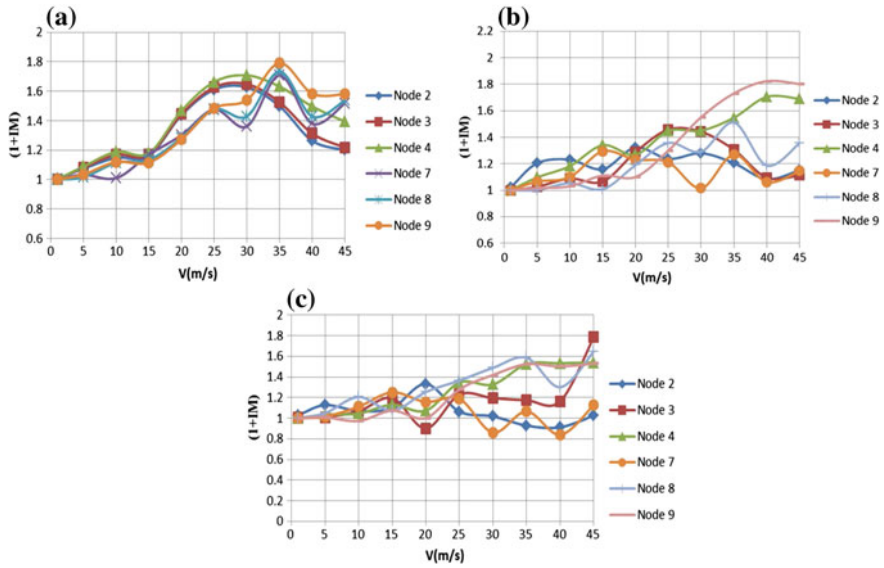 (a)
2
1.8
1.6
1.4
1.2
1
0.8
0.6
(1+IM)
0 5 10 15 20 25 30 35 40 45
V(m/s)
Node 2
Node 3
Node 4
Node 7
Node 8
Node 9
(b)
2.2
2
1.8
1.6
1.4
1.2
1
0.8
0.6
(1+IM)
0 5 10 15 20 25 30 35 40 45
V(m/s)
Node 2
Node 3
Node 4
Node 7
Node 8
Node 9
(c)
2
1.8
1.6
1.4
1.2
1
0.8
0.6
0.4
0.2
0
(1+IM)
0 5 10 15 20 25 30 35 40 45
V(m/s)
Node 2
Node 3
Node 4
Node 7
Node 8
Node 9